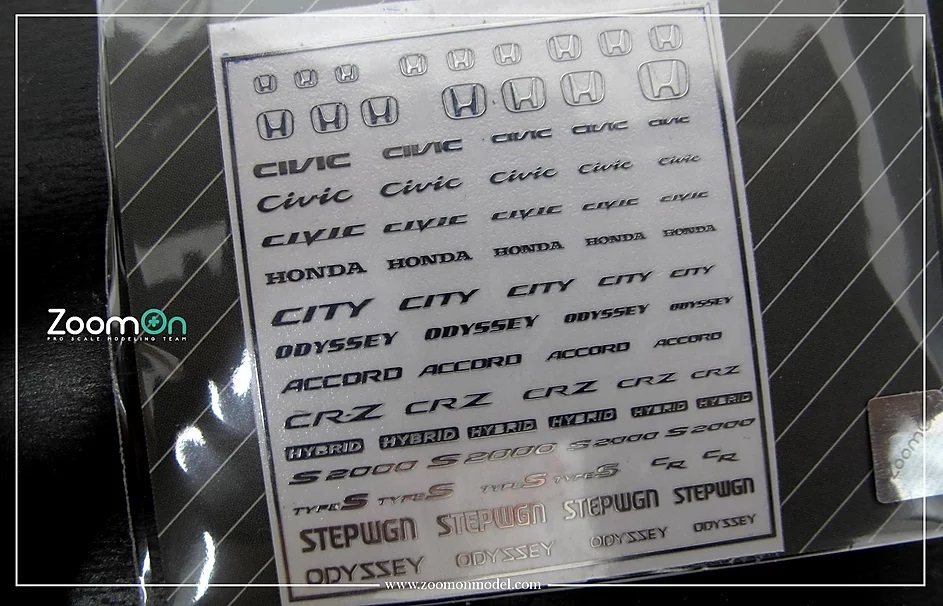 CIVIC CIVIC CIVIC CIVIC CIVIC
Civic Civic Civic Civic Civic
CIVIC CIVIC CIVIC CIVIC CIVIC
HONDA HONDA HONDA HONDA HONDA
CITY CITY CITY CITY CITY
ODYSSEY ODYSSEY ODYSSEY ODYSSEY
ACCORD ACCORD ACCORD ACCORD
CR-Z CRZ CRZ CRZ CRZ
HYBRID HYBRID HYBRID HYBRID HYBRID HYBRID
S2000 S2000 S2000 S2000
TYPE S TYPE S TYPE S TYPE S CR CR
STEPWGN STEPWGN STEPWGN STEPWGN
ODYSSEY ODYSSEY ODYSSEY ODYSSEY
ZoomOn
PRO SCALE MODELING TEAM
zoomo
www.zoomonmodel.com